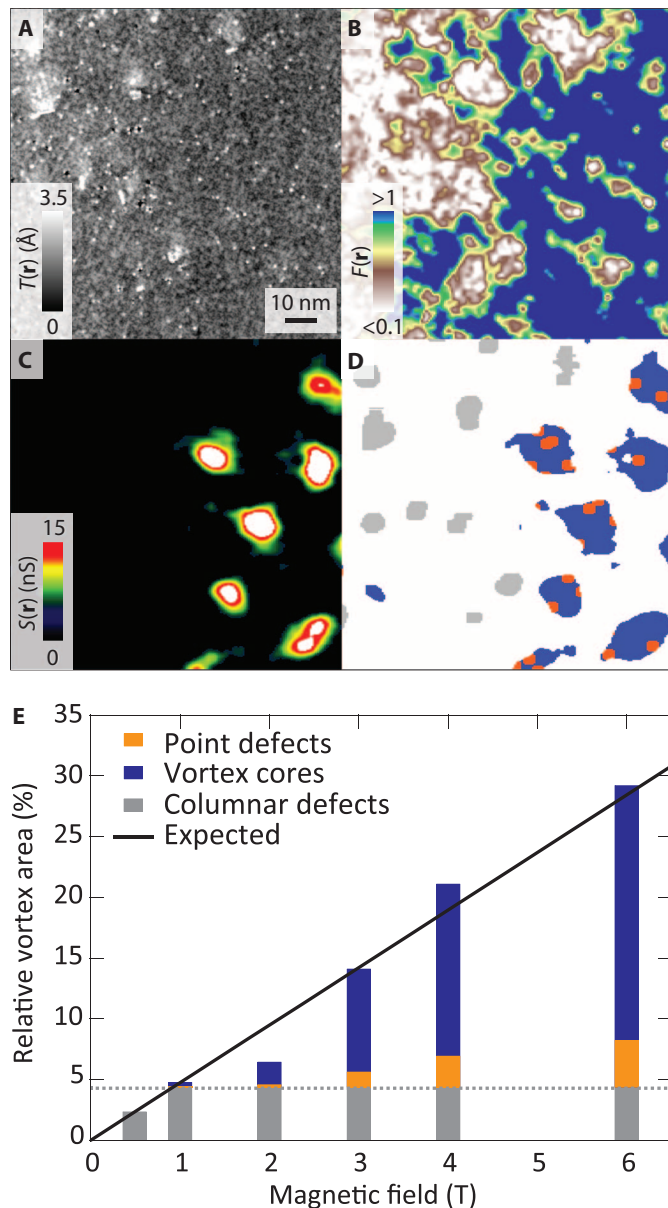 A
3.5
T(r) (Å)
0
10 nm
B
>1
F(r)
<0.1
C
15
S(r) (nS)
0
D
E
35
30
25
20
15
10
5
0
Relative vortex area (%)
Point defects
Vortex cores
Columnar defects
Expected
0 1 2 3 4 5 6
Magnetic field (T)